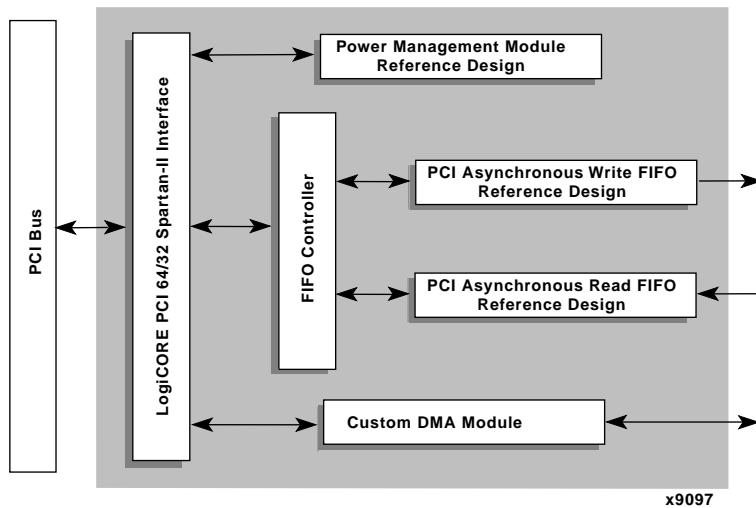 PCI Bus
LogiCORE PCI 64/32 Spartan-II Interface
Power Management Module
Reference Design
FIFO Controller
PCI Asynchronous Write FIFO
Reference Design
PCI Asynchronous Read FIFO
Reference Design
Custom DMA Module
x9097